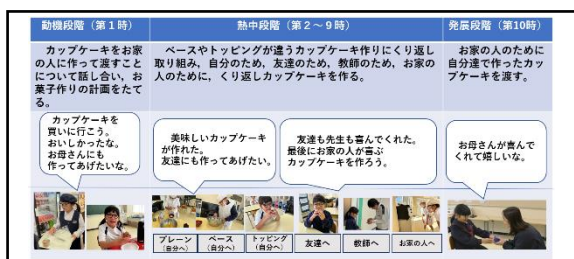 動機段階（第１時）
熱中段階（第２～９時）
発展段階（第10時）
カップケーキをお家
の人に作って渡すこと
について話し合い，お
菓子作りの計画をたて
る。
ベースやトッピングが違うカップケーキ作りにくり返し
取り組み，自分のため，友達のため，教師のため，お家
の人のために，くり返しカップケーキを作る。
お家の人のために
自分達で作ったカッ
プケーキを渡す。
カップケーキを
買いに行こう。
おいしかったな。
お母さんにも
作ってあげたいな。
美味しいカップケーキ
が作れた。
友達にも作ってあげたい。
友達も先生も喜んでくれた。
最後にお家の人が喜ぶ
カップケーキを作ろう。
お母さんが喜んで
くれて嬉しいな。
プレーン
（自分へ）
ベース
（自分へ）
トッピング
（自分へ）
友達へ
教師へ
お家の人へ